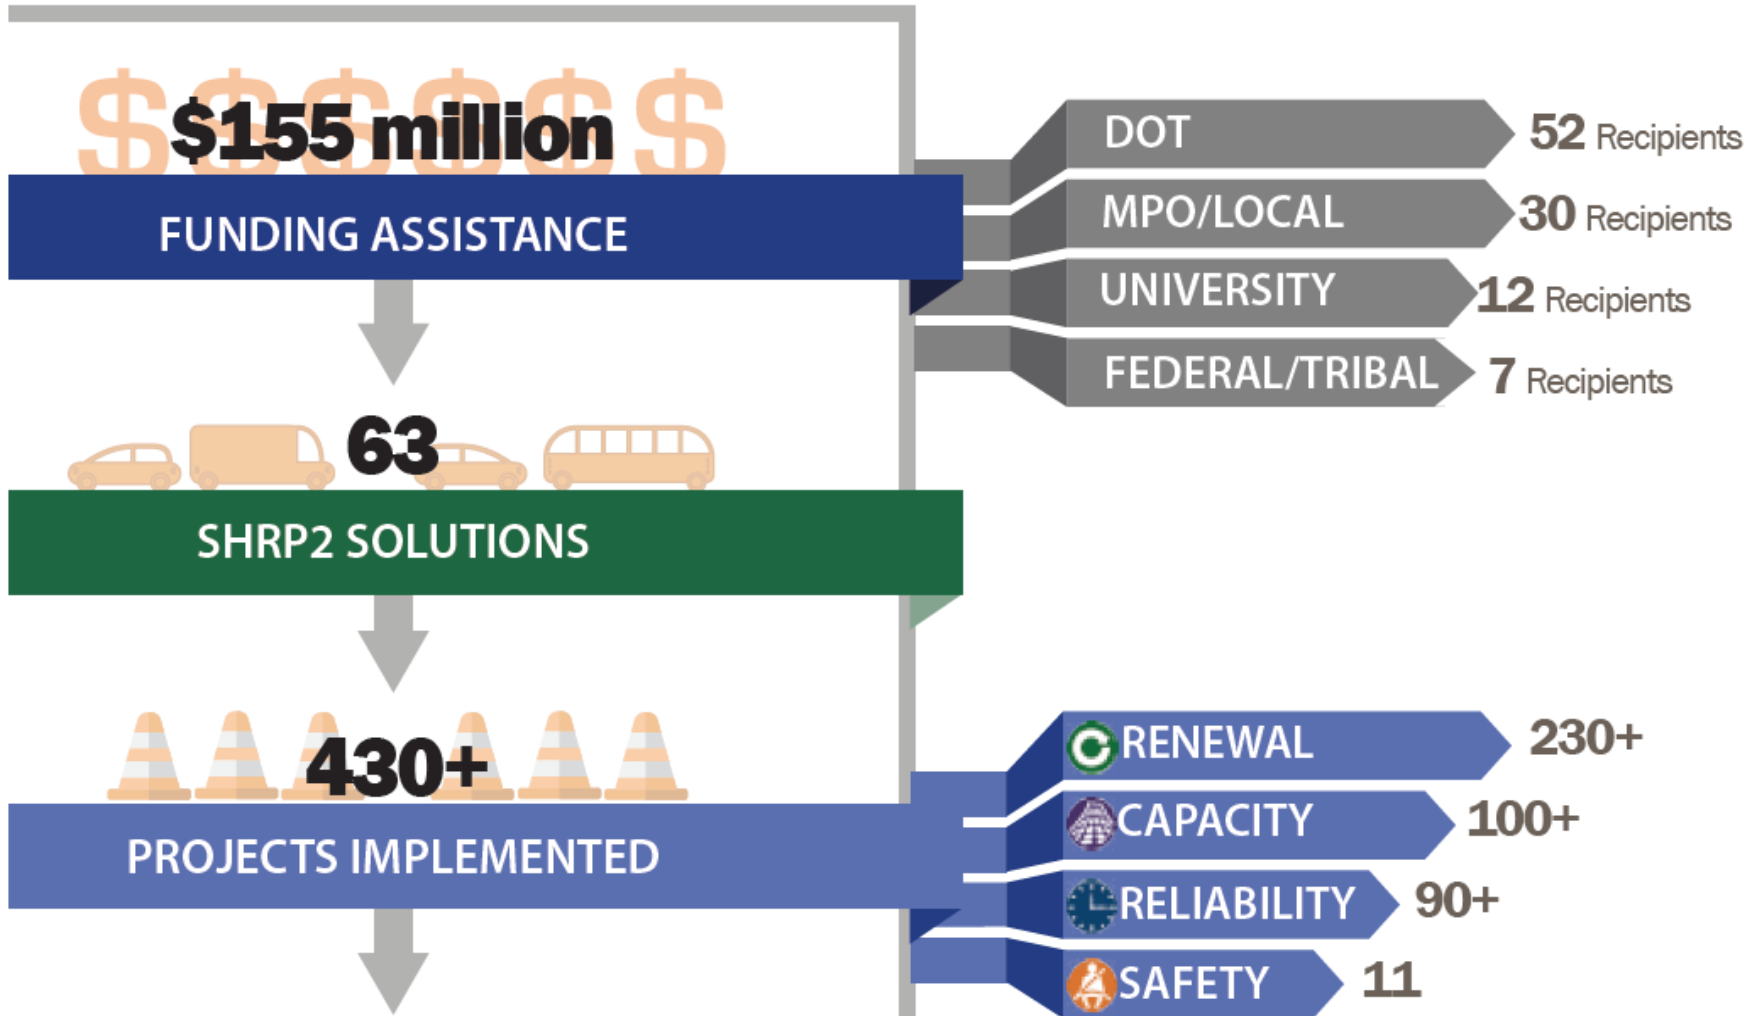 $155 million
FUNDING ASSISTANCE
DOT 52 Recipients
MPO/LOCAL 30 Recipients
UNIVERSITY 12 Recipients
FEDERAL/TRIBAL 7 Recipients
63
SHRP2 SOLUTIONS
430+
PROJECTS IMPLEMENTED
RENEWAL 230+
CAPACITY 100+
RELIABILITY 90+
SAFETY 11